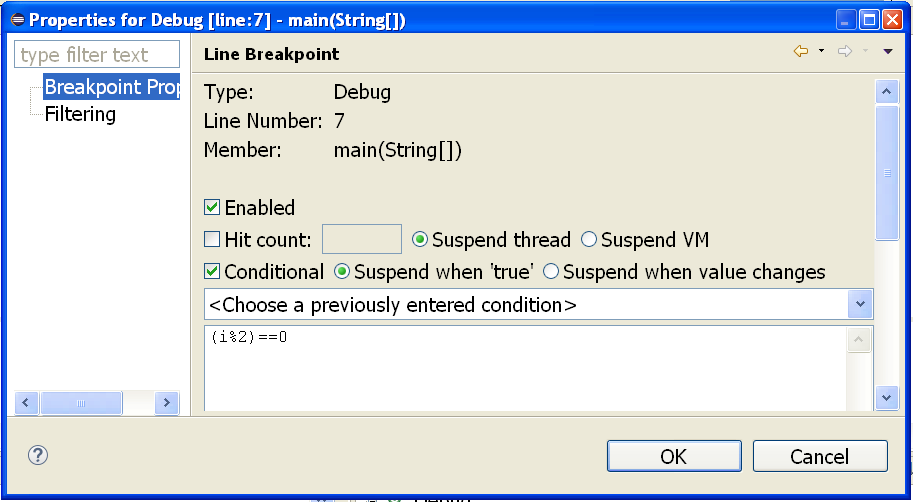 Properties for Debug [line:7] - main(String[])
type filter text
Breakpoint Prop
Filtering
Line Breakpoint
Type: Debug
Line Number: 7
Member: main(String[])
Enabled
Hit count: Suspend thread Suspend VM
Conditional Suspend when 'true' Suspend when value changes
<Choose a previously entered condition>
(i%2)==0
? OK Cancel